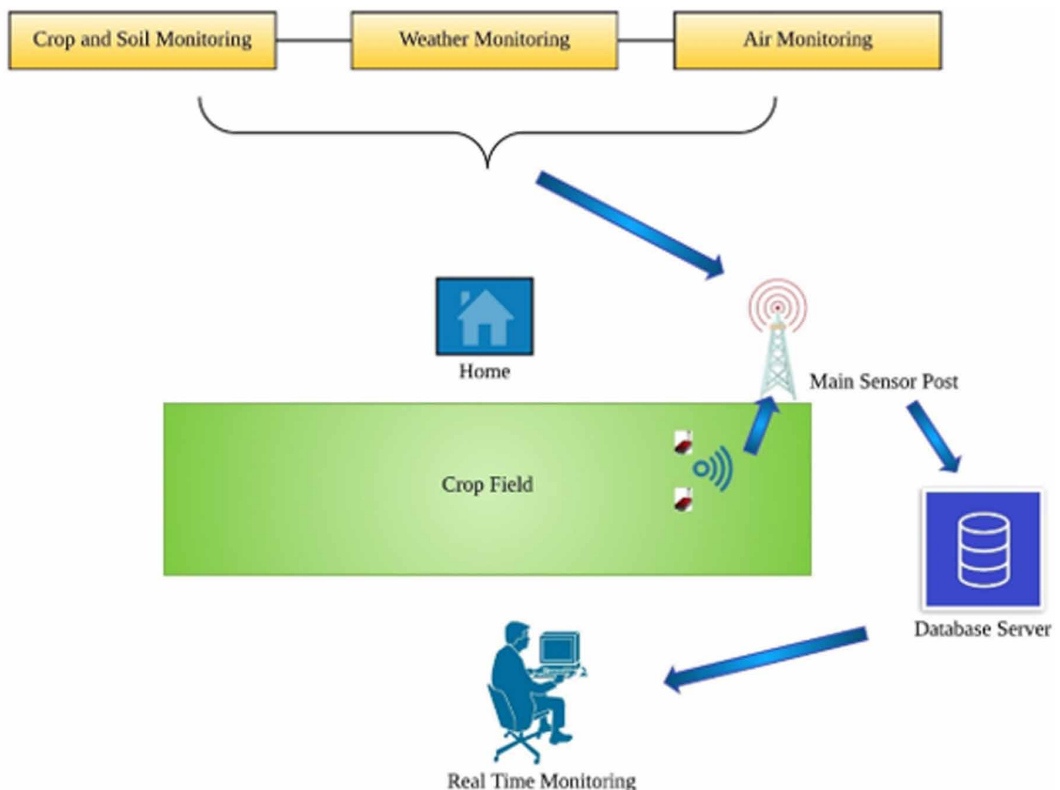 Crop and Soil Monitoring
Weather Monitoring
Air Monitoring
Home
Main Sensor Post
Crop Field
Database Server
Real Time Monitoring